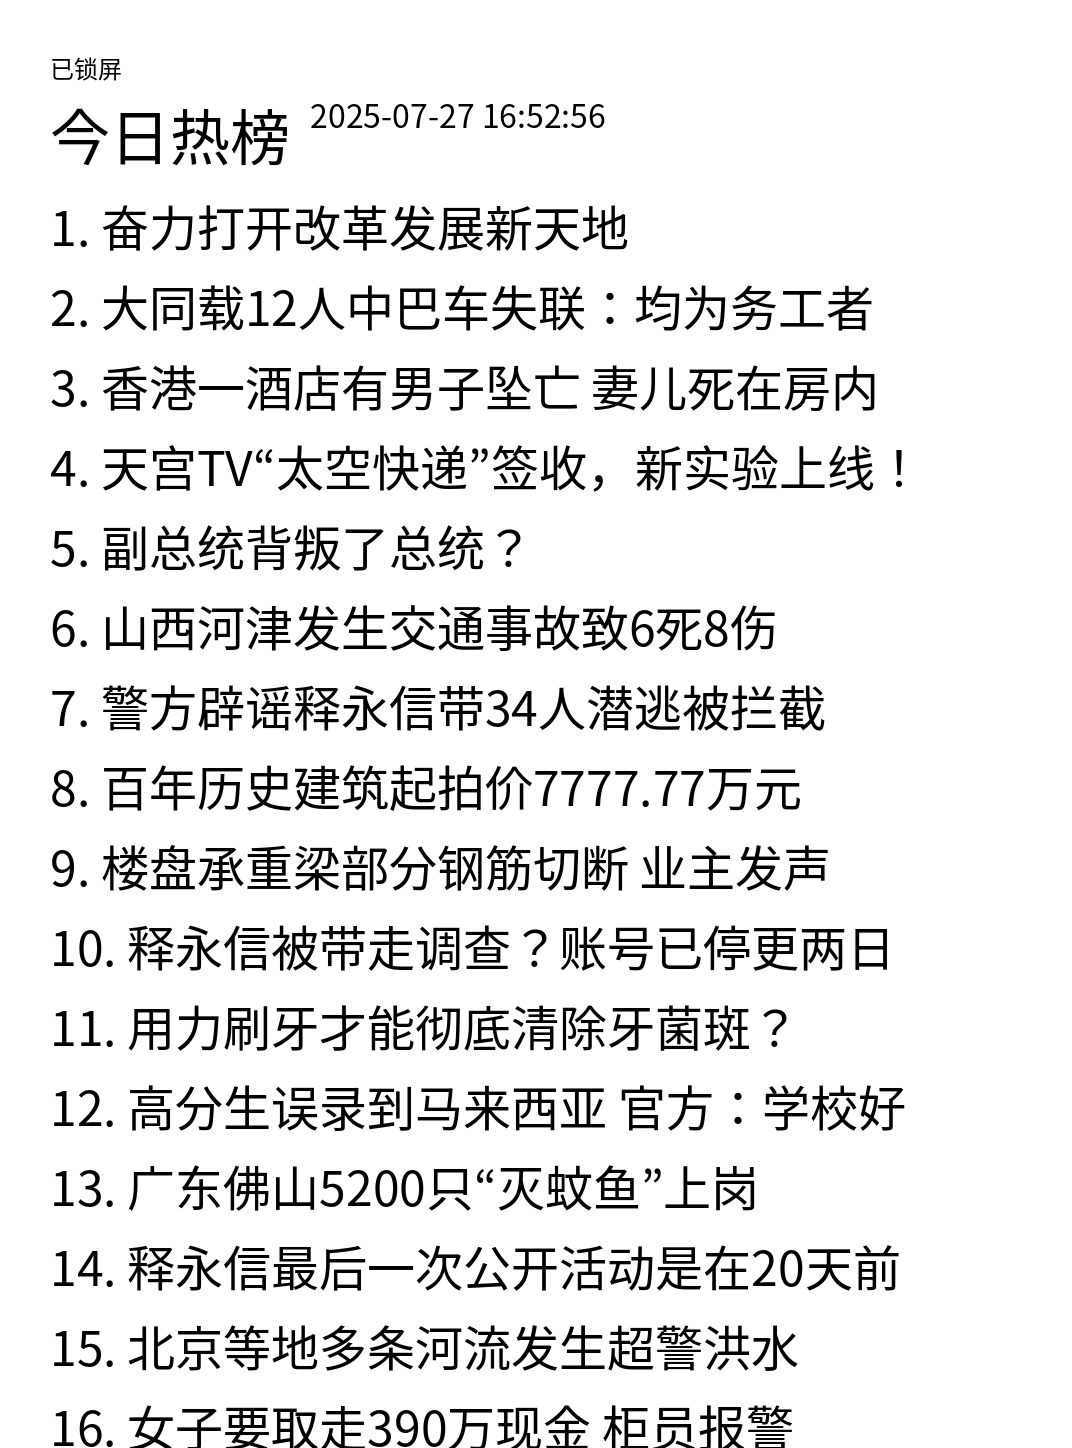 已锁屏
今日热榜 2025-07-27 16:52:56
1. 奋力打开改革发展新天地
2. 大同载12人中巴车失联：均为务工者
3. 香港一酒店有男子坠亡 妻儿死在房内
4. 天宫TV“太空快递”签收，新实验上线！
5. 副总统背叛了总统？
6. 山西河津发生交通事故致6死8伤
7. 警方辟谣释永信带34人潜逃被拦截
8. 百年历史建筑起拍价7777.77万元
9. 楼盘承重梁部分钢筋切断 业主发声
10. 释永信被带走调查？账号已停更两日
11. 用力刷牙才能彻底清除牙菌斑？
12. 高分生误录到马来西亚 官方：学校好
13. 广东佛山5200只“灭蚊鱼”上岗
14. 释永信最后一次公开活动是在20天前
15. 北京等地多条河流发生超警洪水
16. 女子要取走390万现金 柜员报警